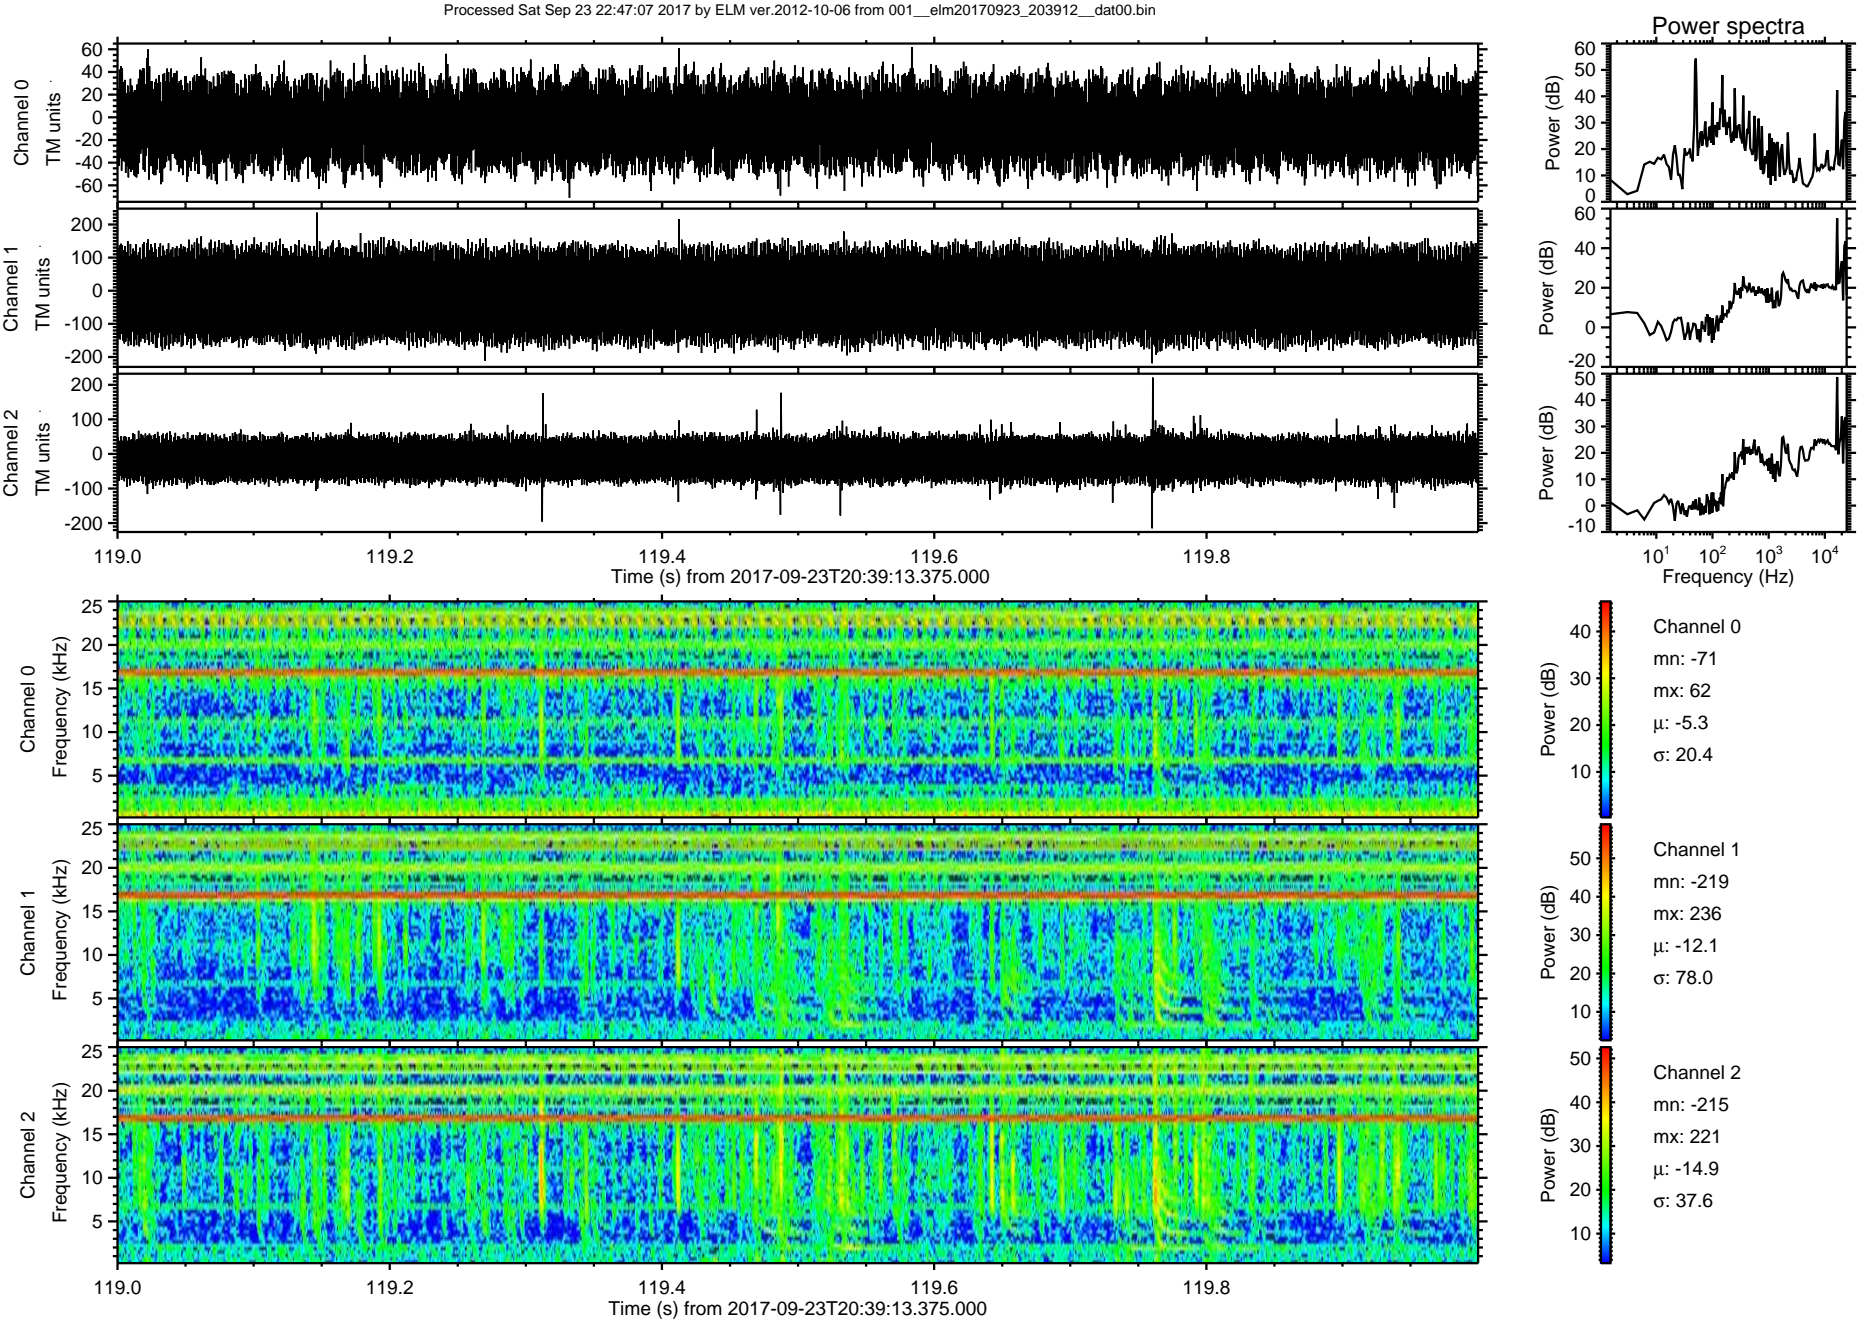 Processed Sat Sep 23 22:47:07 2017 by ELM ver.2012-10-06 from 001__elm20170923_203912__dat00.bin
Power spectra
Channel 0
TM units
60
40
20
0
-20
-40
-60
Power (dB)
60
50
40
30
20
10
0
Channel 1
TM units
200
100
0
-100
-200
Power (dB)
60
40
20
0
-20
Channel 2
TM units
200
100
0
-100
-200
Power (dB)
50
40
30
20
10
0
-10
119.0 119.2 119.4 119.6 119.8
Time (s) from 2017-09-23T20:39:13.375.000
10¹ 10² 10³ 10⁴
Frequency (Hz)
Channel 0
Frequency (kHz)
25
20
15
10
5
Power (dB)
40
30
20
10
Channel 0
mn: -71
mx: 62
μ: -5.3
σ: 20.4
Channel 1
Frequency (kHz)
25
20
15
10
5
Power (dB)
50
40
30
20
10
Channel 1
mn: -219
mx: 236
μ: -12.1
σ: 78.0
Channel 2
Frequency (kHz)
25
20
15
10
5
Power (dB)
50
40
30
20
10
Channel 2
mn: -215
mx: 221
μ: -14.9
σ: 37.6
119.0 119.2 119.4 119.6 119.8
Time (s) from 2017-09-23T20:39:13.375.000